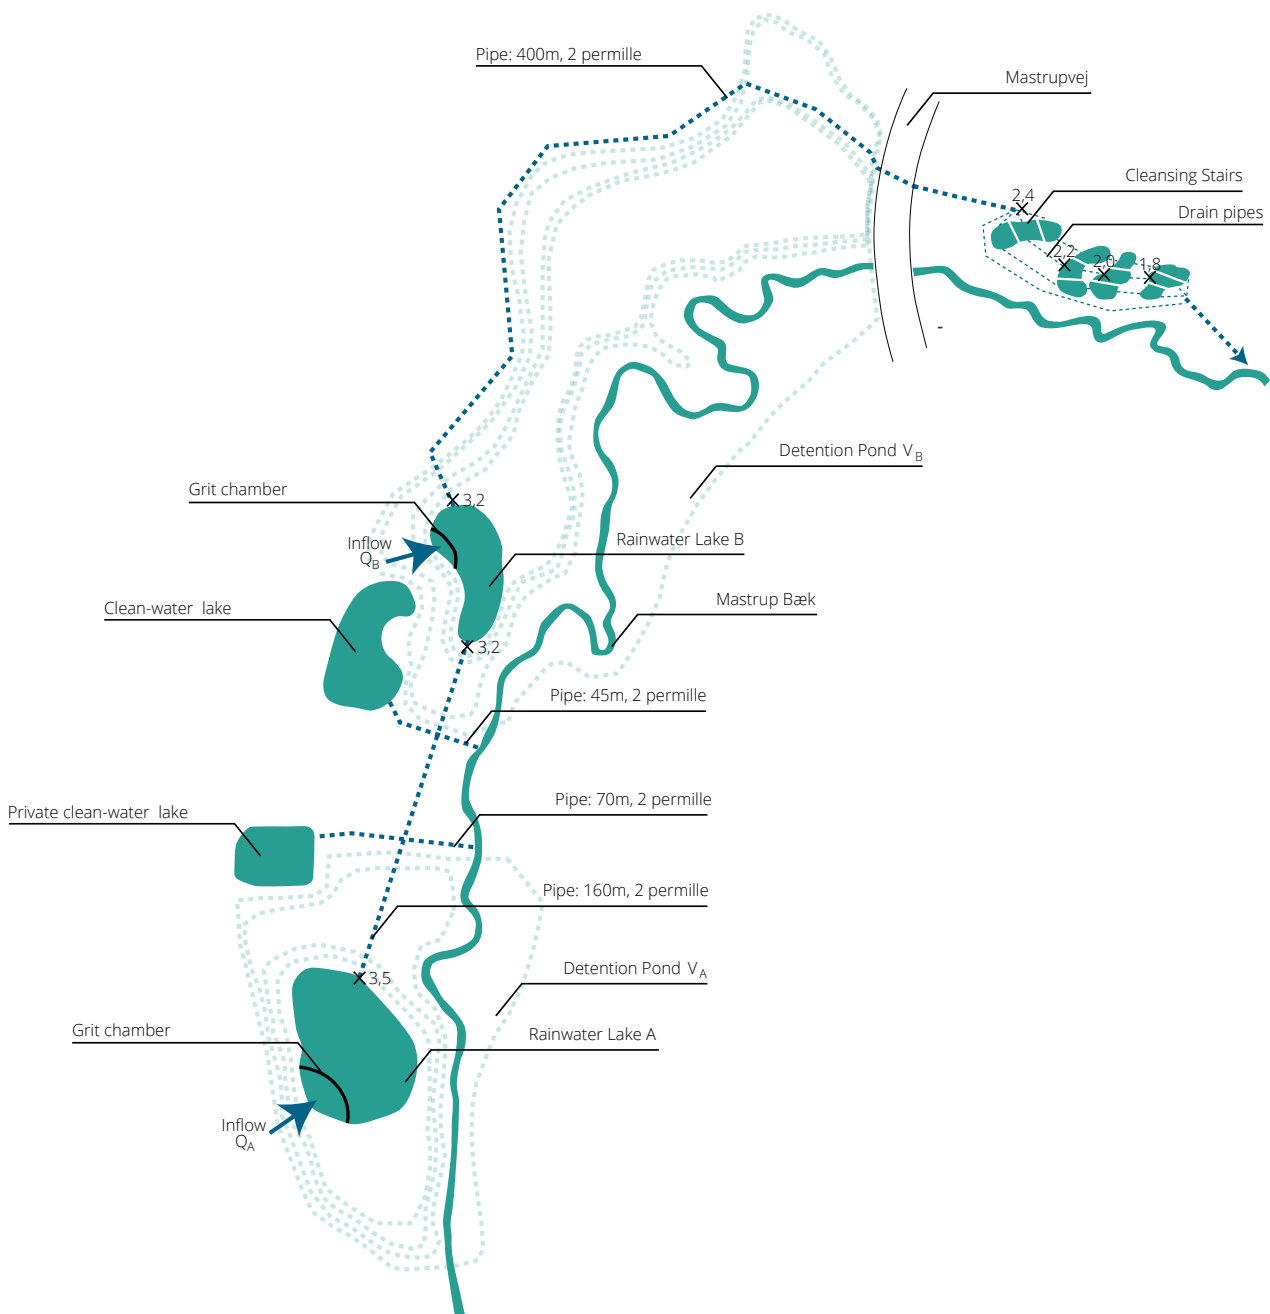 Pipe: 400m, 2 permille
Mastrupvej
Cleansing Stairs
2,4
Drain pipes
2,2
2,0
1,8
-
Detention Pond V B
Grit chamber
3,2
Inflow
QB
Rainwater Lake B
Clean-water lake
Mastrup Bæk
3,2
Pipe: 45m, 2 permille
Pipe: 70m, 2 permille
Private clean-water lake
Pipe: 160m, 2 permille
Detention Pond V A
3,5
Grit chamber
Rainwater Lake A
Inflow
QA